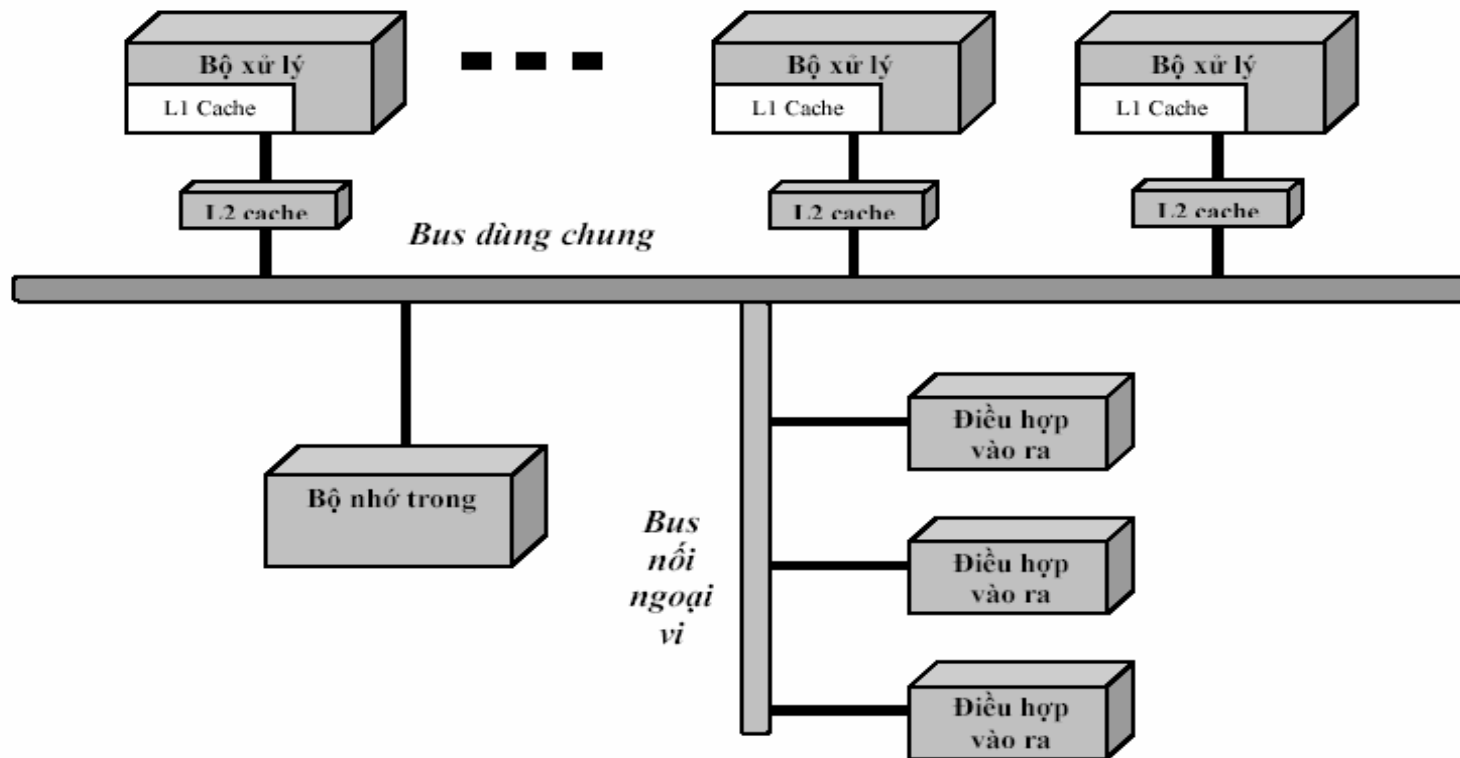 Bộ xử lý
L1 Cache
L2 cache
Bộ xử lý
L1 Cache
L2 cache
Bộ xử lý
L1 Cache
L2 cache
Bus dùng chung
Bộ nhớ trong
Bus
nối
ngoại
vi
Điều hợp
vào ra
Điều hợp
vào ra
Điều hợp
vào ra